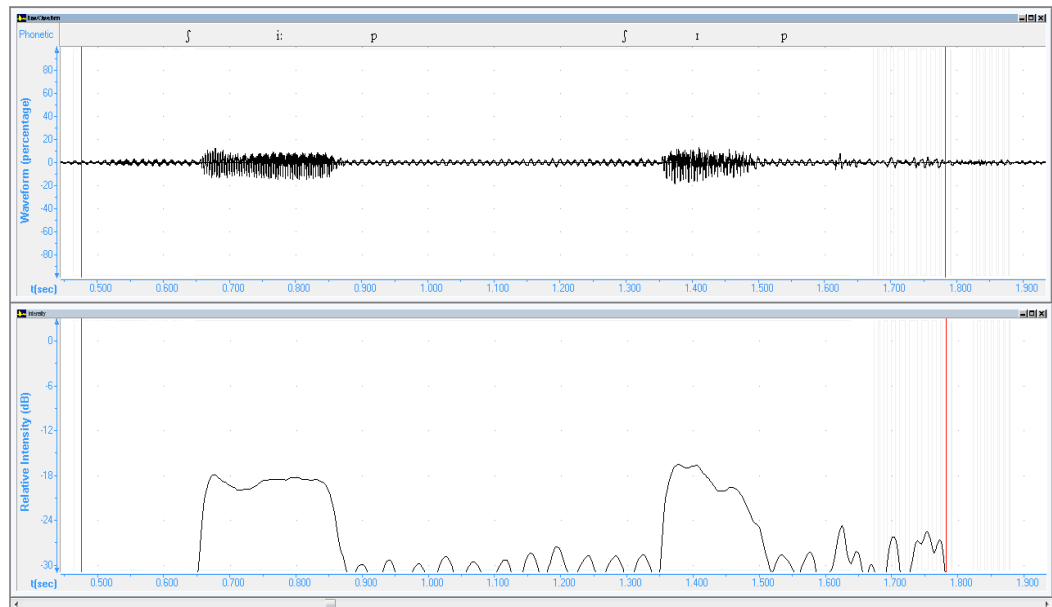 Phonetic ʃ i: p ʃ ɪ p
Waveform (percentage)
80
60
40
20
0
-20
-40
-60
-80
t(sec) 0.500 0.600 0.700 0.800 0.900 1.000 1.100 1.200 1.300 1.400 1.500 1.600 1.700 1.800 1.900
Intensity
Relative Intensity (dB)
0-
-6-
-12-
-18-
-24-
-30-
t(sec) 0.500 0.600 0.700 0.800 0.900 1.000 1.100 1.200 1.300 1.400 1.500 1.600 1.700 1.800 1.900